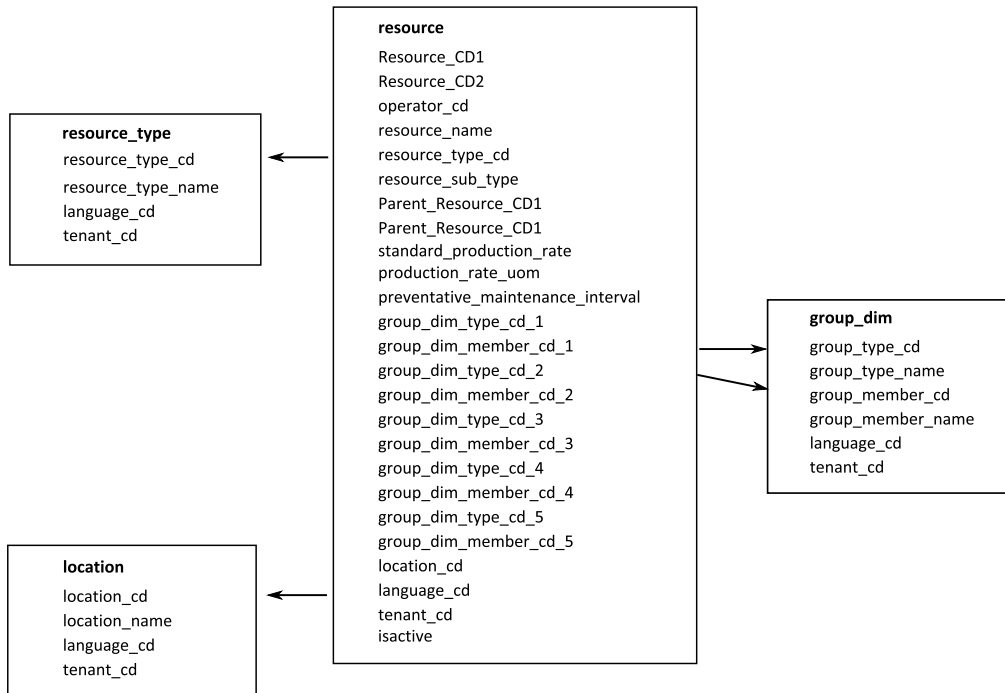 resource
Resource_CD1
Resource_CD2
operator_cd
resource_name
resource_type_cd
resource_sub_type
Parent_Resource_CD1
Parent_Resource_CD1
standard_production_rate
production_rate_uom
preventative_maintenance_interval
group_dim_type_cd_1
group_dim_member_cd_1
group_dim_type_cd_2
group_dim_member_cd_2
group_dim_type_cd_3
group_dim_member_cd_3
group_dim_type_cd_4
group_dim_member_cd_4
group_dim_type_cd_5
group_dim_member_cd_5
location_cd
language_cd
tenant_cd
isactive
resource_type
resource_type_cd
resource_type_name
language_cd
tenant_cd
group_dim
group_type_cd
group_type_name
group_member_cd
group_member_name
language_cd
tenant_cd
location
location_cd
location_name
language_cd
tenant_cd